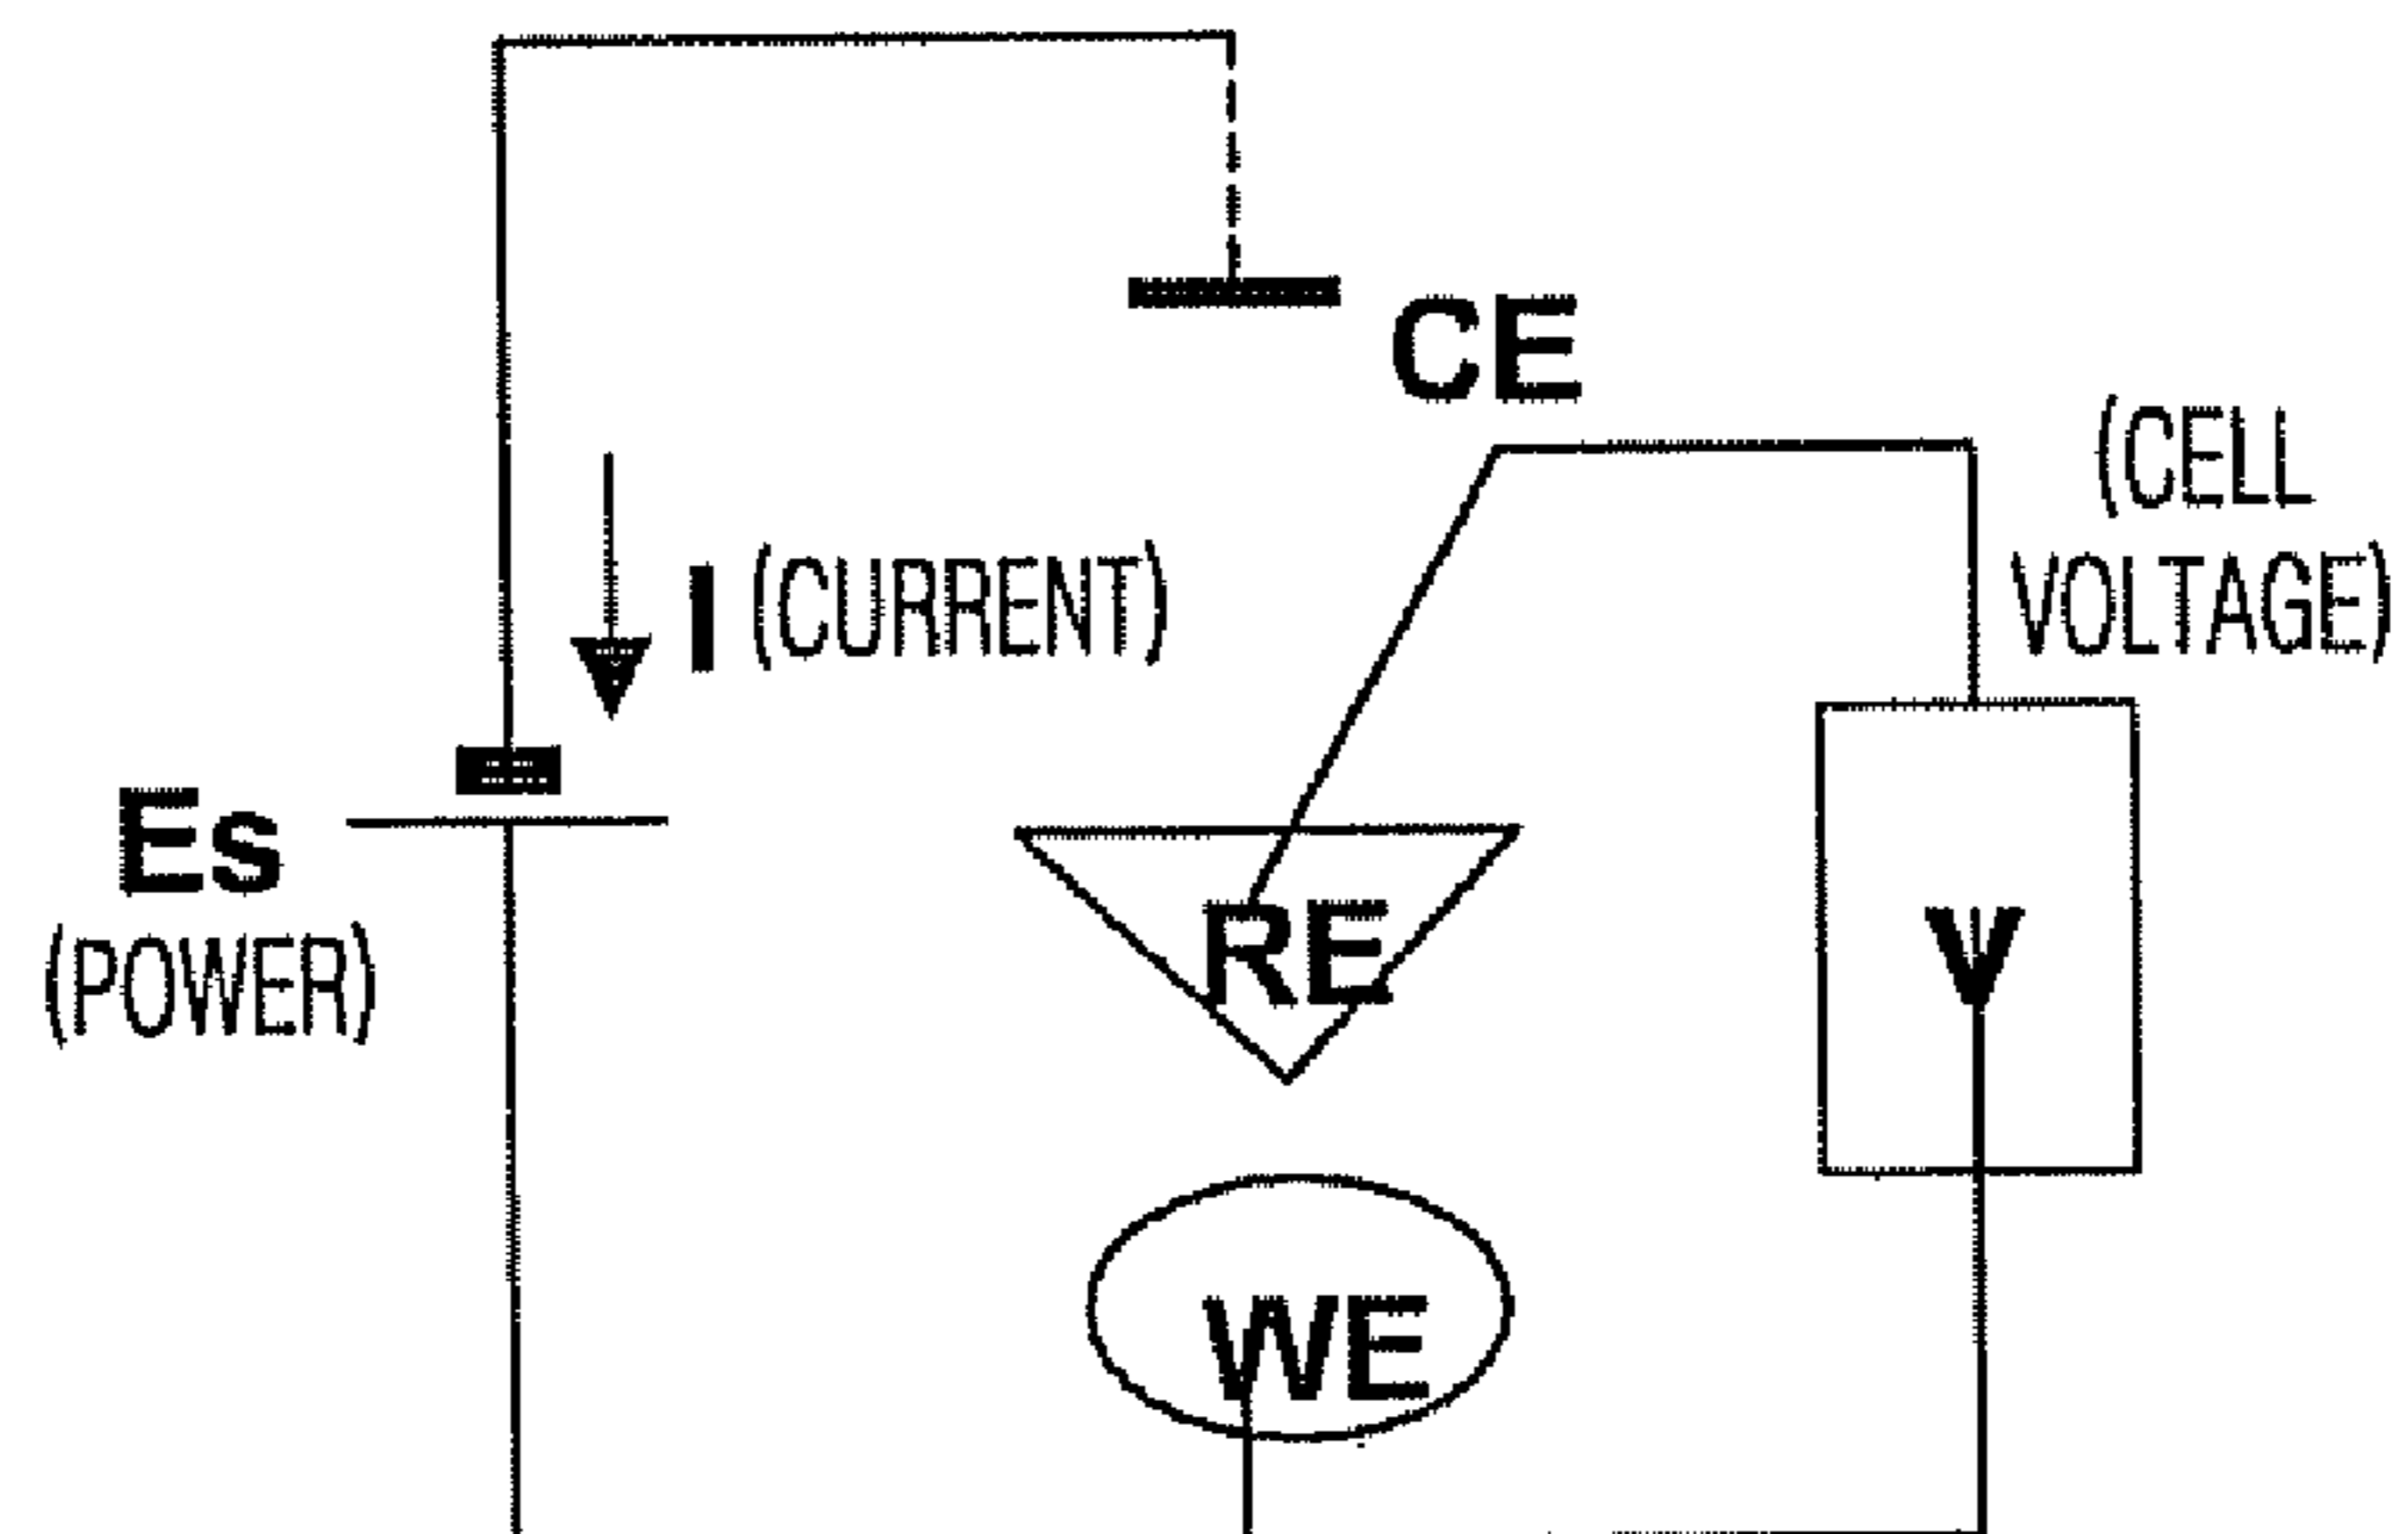 CE
(CELL
VOLTAGE)
I (CURRENT)
Es
(POWER)
RE
V
WE